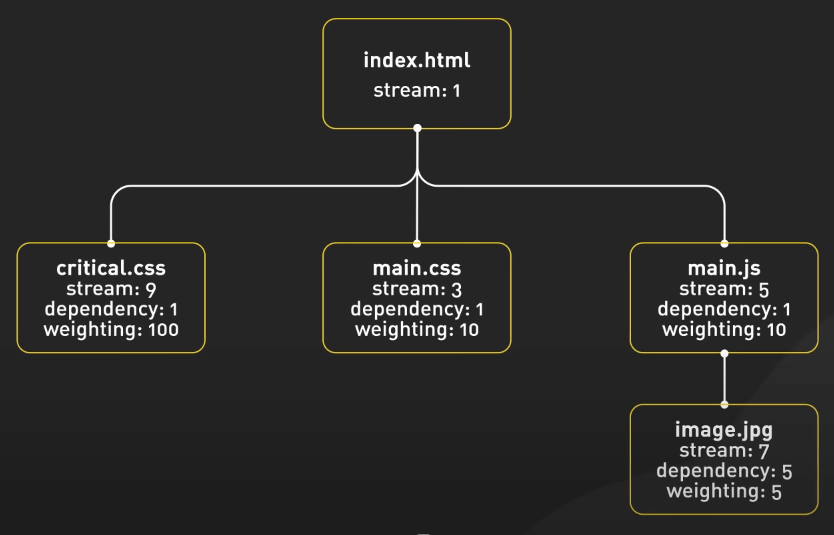 index.html
stream: 1
critical.css
stream: 9
dependency: 1
weighting: 100
main.css
stream: 3
dependency: 1
weighting: 10
main.js
stream: 5
dependency: 1
weighting: 10
image.jpg
stream: 7
dependency: 5
weighting: 5